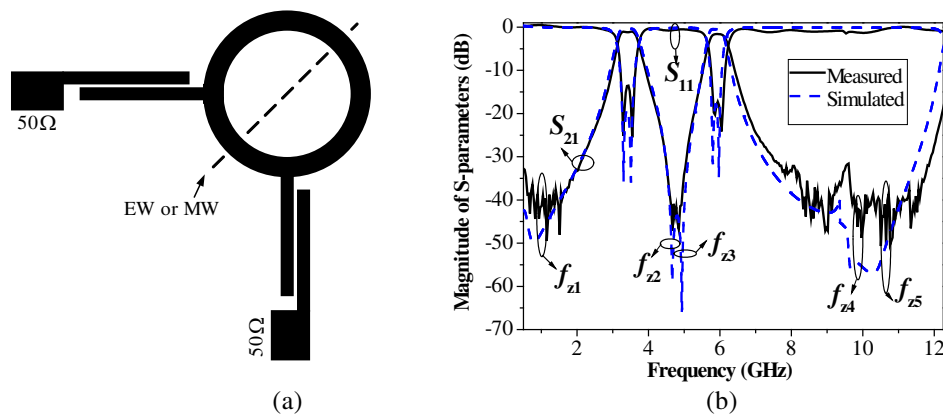 50Ω
EW or MW
50Ω
(a)
Magnitude of S-parameters (dB)
0
-10
-20
-30
-40
-50
-60
-70
2
4
6
8
10
12
Frequency (GHz)
S11
S21
Measured
Simulated
fz1
fz2
fz3
fz4
fz5
(b)